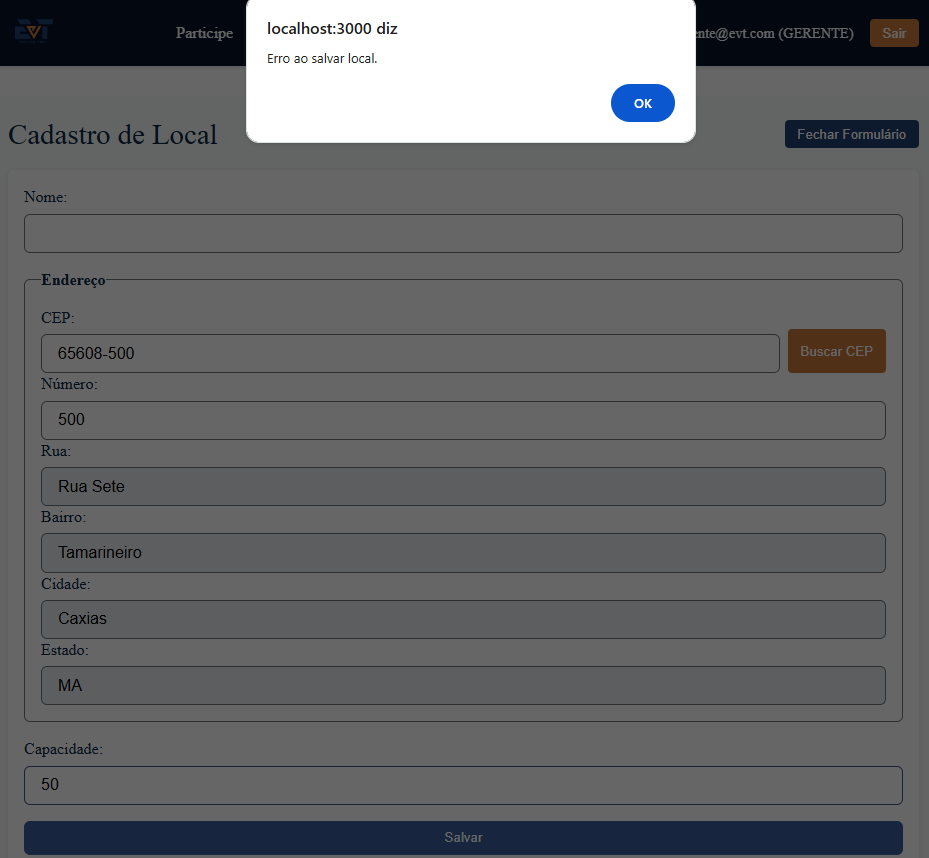 EVT
Participe
localhost:3000 diz
Erro ao salvar local.
OK
nte@evt.com (GERENTE)
Sair
Cadastro de Local
Fechar Formulário
Nome:
Endereço
CEP:
65608-500
Buscar CEP
Número:
500
Rua:
Rua Sete
Bairro:
Tamarineiro
Cidade:
Caxias
Estado:
MA
Capacidade:
50
Salvar